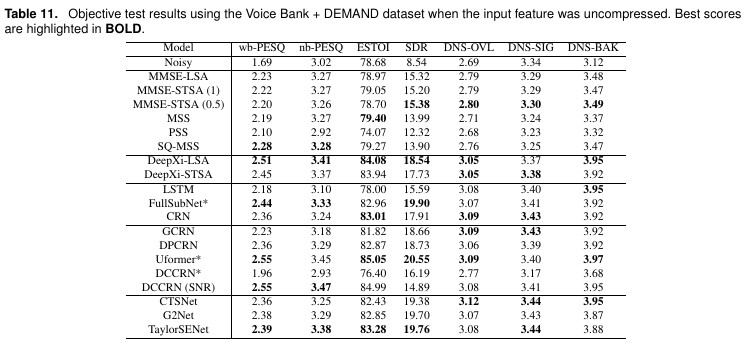 Table 11. Objective test results using the Voice Bank + DEMAND dataset when the input feature was uncompressed. Best scores
are highlighted in BOLD.
Model wb-PESQ nb-PESQ ESTOI SDR DNS-OVL DNS-SIG DNS-BAK
Noisy 1.69 3.02 78.68 8.54 2.69 3.34 3.12
MMSE-LSA 2.23 3.27 78.97 15.32 2.79 3.29 3.48
MMSE-STSA (1) 2.22 3.27 79.05 15.20 2.79 3.29 3.47
MMSE-STSA (0.5) 2.20 3.26 78.70 15.38 2.80 3.30 3.49
MSS 2.19 3.27 79.40 13.99 2.71 3.24 3.37
PSS 2.10 2.92 74.07 12.32 2.68 3.23 3.32
SQ-MSS 2.28 3.28 79.27 13.90 2.76 3.25 3.47
DeepXi-LSA 2.51 3.41 84.08 18.54 3.05 3.37 3.95
DeepXi-STSA 2.45 3.37 83.94 17.73 3.05 3.38 3.92
LSTM 2.18 3.10 78.00 15.59 3.08 3.40 3.95
FullSubNet* 2.44 3.33 82.96 19.90 3.07 3.41 3.92
CRN 2.36 3.24 83.01 17.91 3.09 3.43 3.92
GCRN 2.23 3.18 81.82 18.66 3.09 3.43 3.92
DPCRN 2.36 3.29 82.87 18.73 3.06 3.39 3.92
Uformer* 2.55 3.45 85.05 20.55 3.09 3.40 3.97
DCCRN* 1.96 2.93 76.40 16.19 2.77 3.17 3.68
DCCRN (SNR) 2.55 3.47 84.99 14.89 3.08 3.41 3.95
CTSNet 2.36 3.25 82.43 19.38 3.12 3.44 3.95
G2Net 2.38 3.29 82.85 19.70 3.07 3.43 3.87
TaylorSENet 2.39 3.38 83.28 19.76 3.08 3.44 3.88